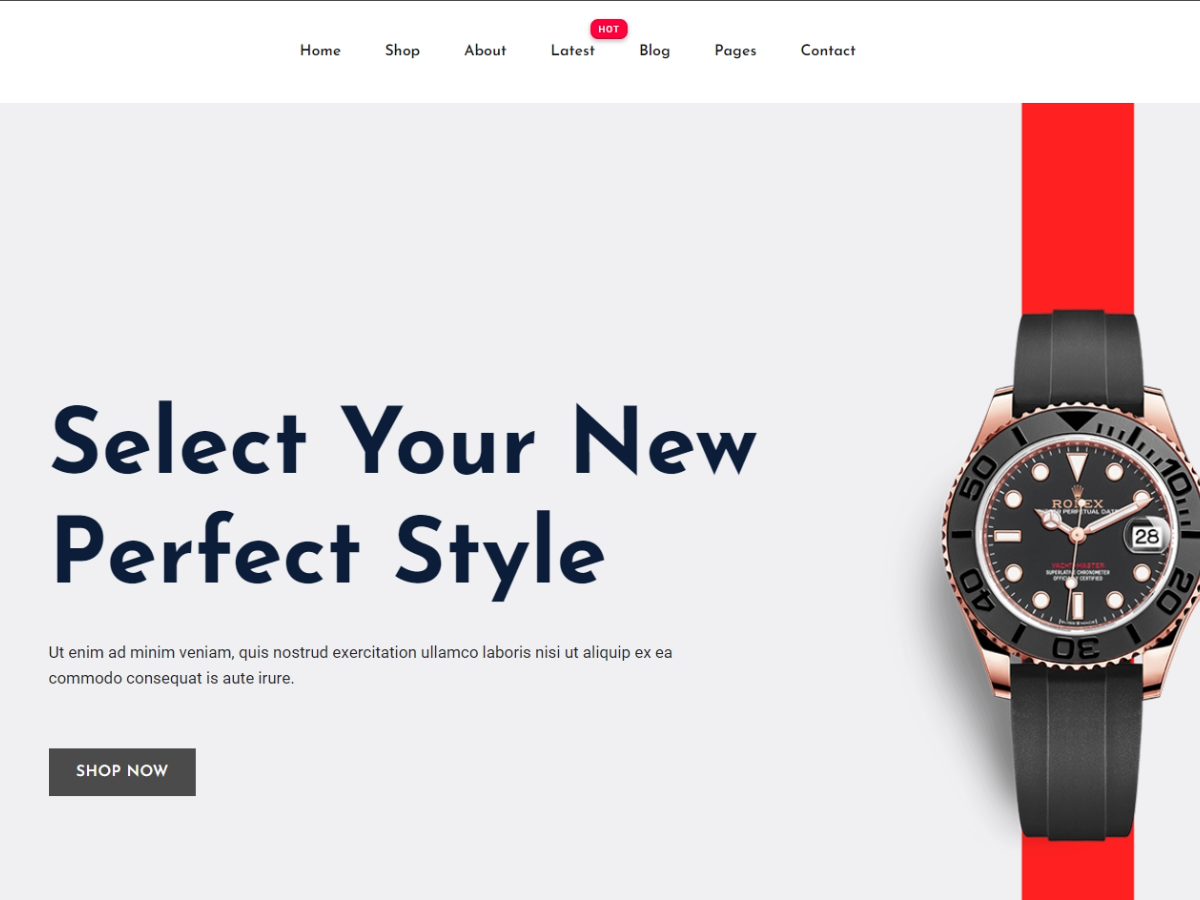 HOT
Home Shop About Latest Blog Pages Contact
Select Your New
Perfect Style
Ut enim ad minim veniam, quis nostrud exercitation ullamco laboris nisi ut aliquip ex ea
commodo consequat is aute irure.
SHOP NOW
10
50
ROLEX
PERPETUAL DATE
28
YACHT-MASTER
SUPERLATIVE CHRONOMETER
OFFICIALLY CERTIFIED
20
40
30